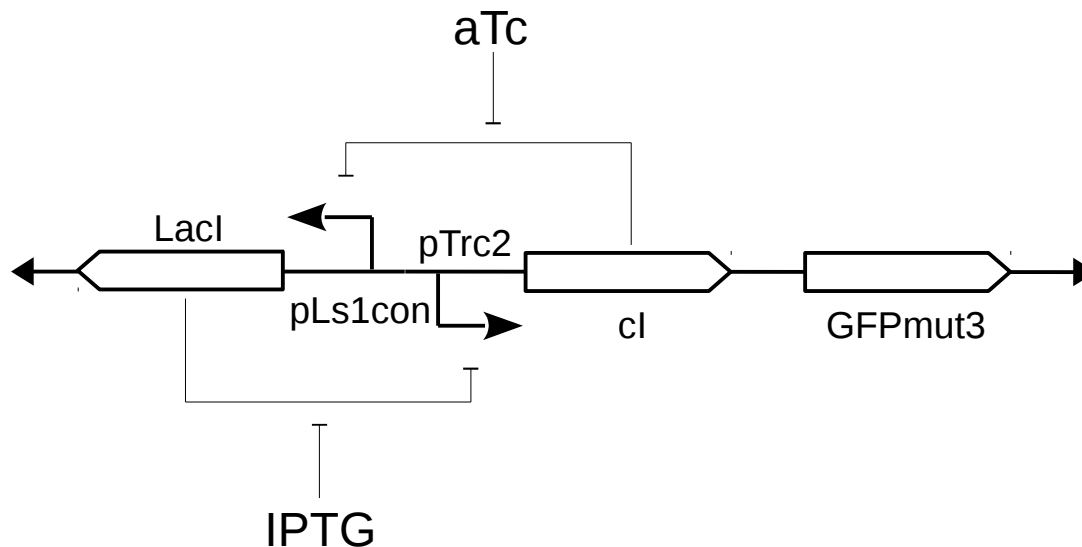 aTc
LacI
pTrc2
pLs1con
cI
GFPmut3
IPTG